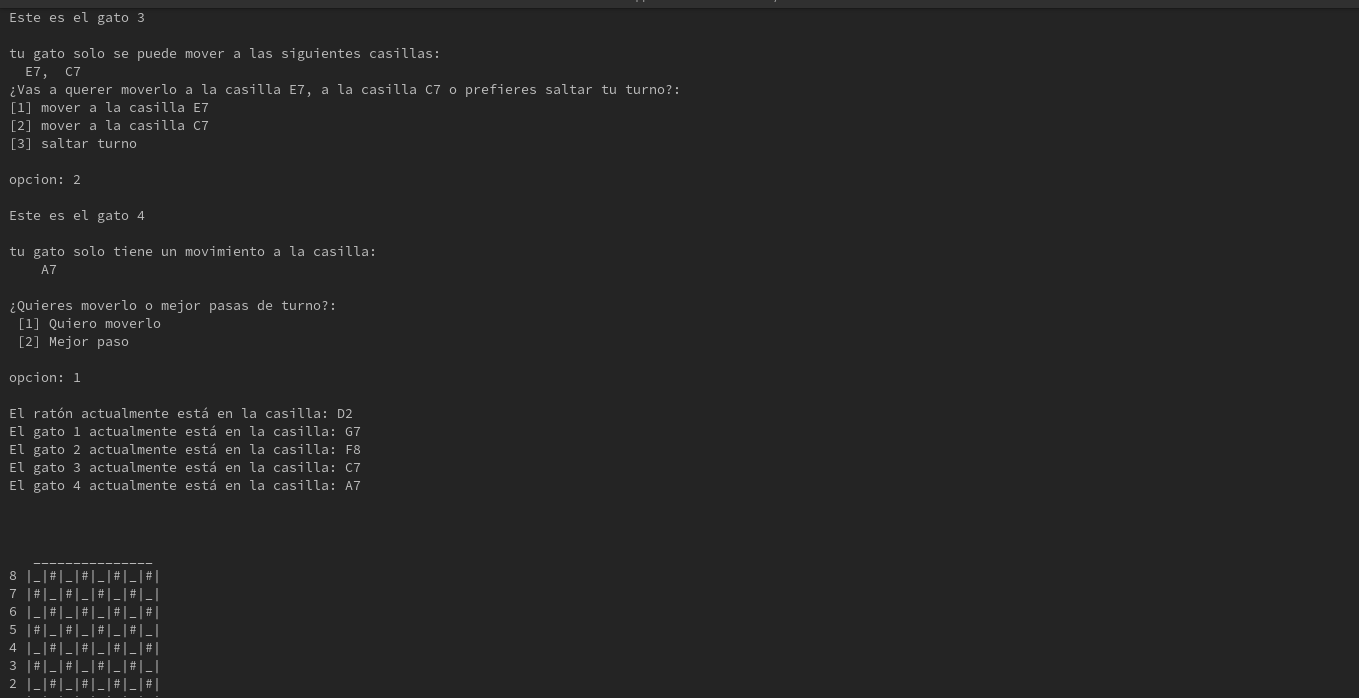 Este es el gato 3
tu gato solo se puede mover a las siguientes casillas:
E7,  C7
¿Vas a querer moverlo a la casilla E7, a la casilla C7 o prefieres saltar tu turno?:
[1] mover a la casilla E7
[2] mover a la casilla C7
[3] saltar turno
opcion: 2
Este es el gato 4
tu gato solo tiene un movimiento a la casilla:
A7
¿Quieres moverlo o mejor pasas de turno?:
[1] Quiero moverlo
[2] Mejor paso
opcion: 1
El ratón actualmente está en la casilla: D2
El gato 1 actualmente está en la casilla: G7
El gato 2 actualmente está en la casilla: F8
El gato 3 actualmente está en la casilla: C7
El gato 4 actualmente está en la casilla: A7
_______________
8 |_|#|_|#|_|#|_|#|
7 |#|_|#|_|#|_|#|_|
6 |_|#|_|#|_|#|_|#|
5 |#|_|#|_|#|_|#|_|
4 |_|#|_|#|_|#|_|#|
3 |#|_|#|_|#|_|#|_|
2 |_|#|_|#|_|#|_|#|